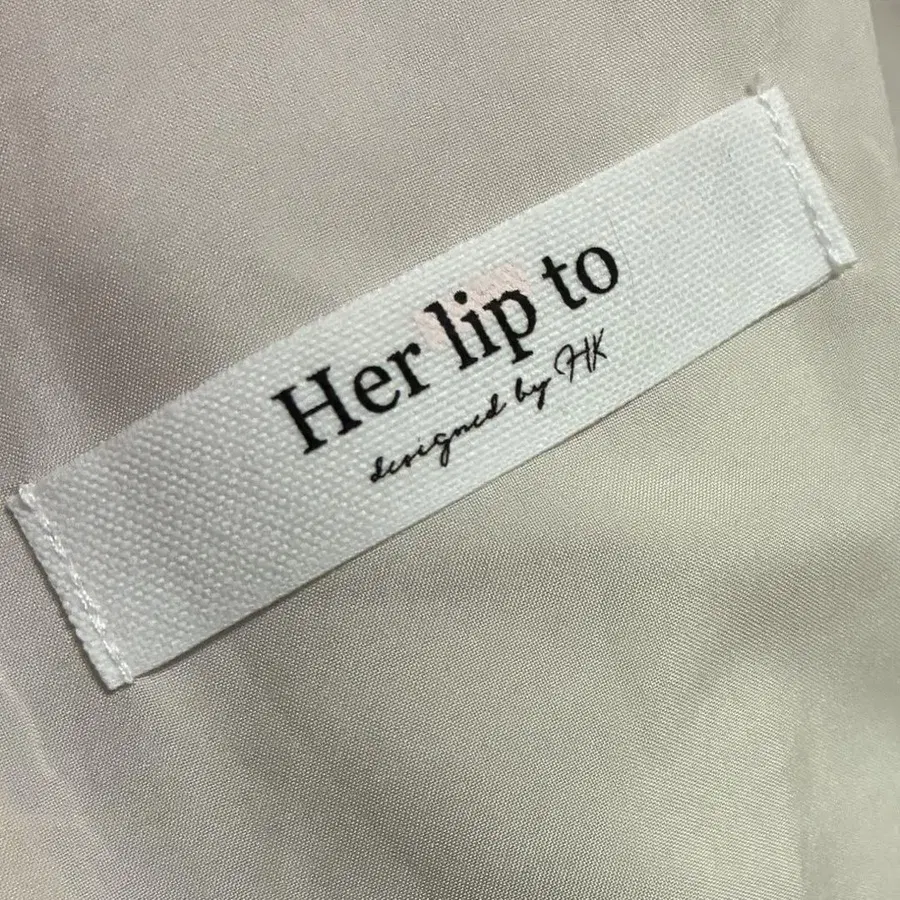 Her lip to
designed by HK